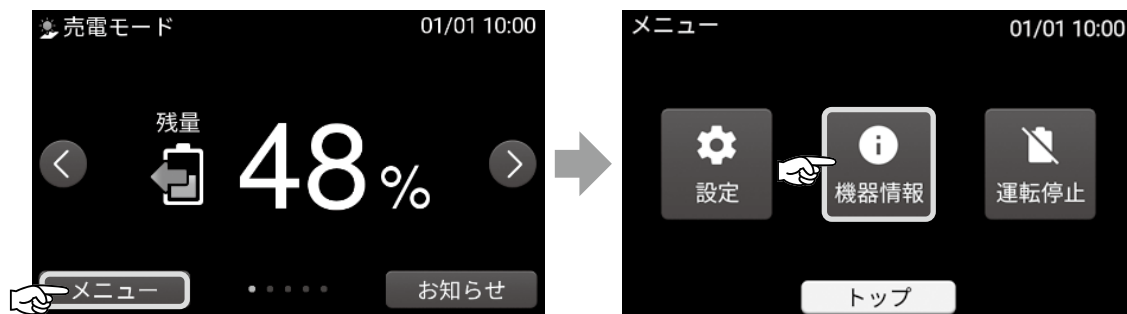 売電モード 01/01 10:00
残量
48%
メニュー お知らせ
メニュー 01/01 10:00
設定 機器情報 運転停止
トップ